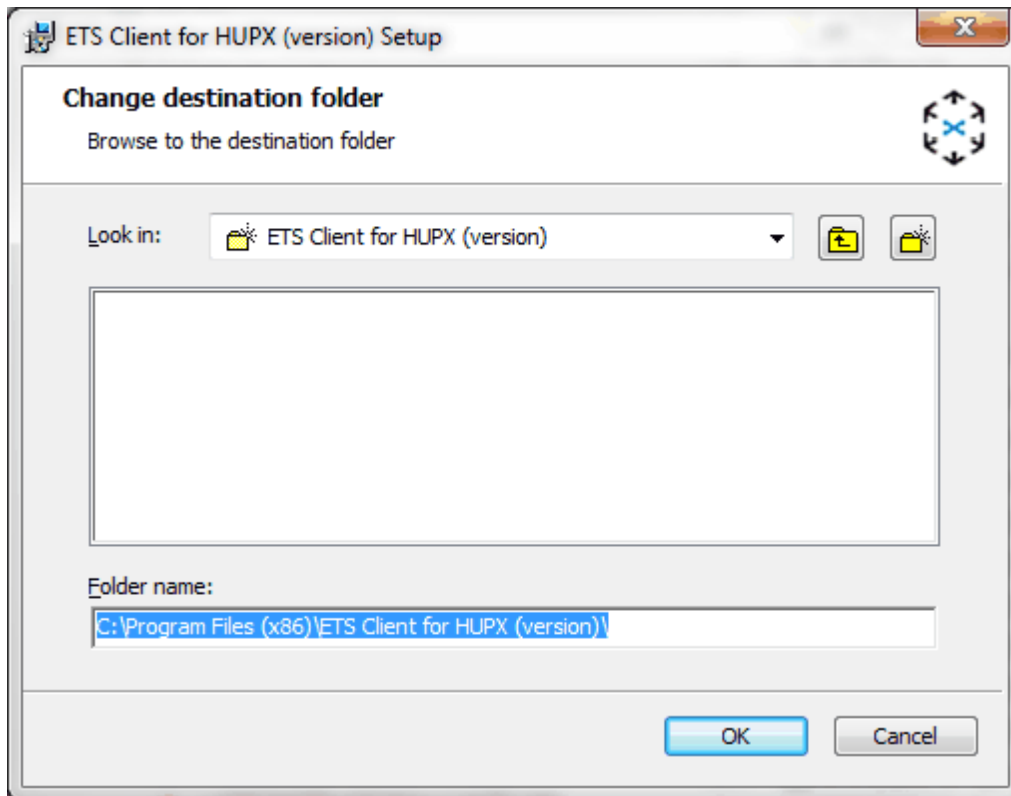 ETS Client for HUPX (version) Setup
Change destination folder
Browse to the destination folder
Look in:
ETS Client for HUPX (version)
Folder name:
C:\Program Files (x86)\ETS Client for HUPX (version)\
OK
Cancel